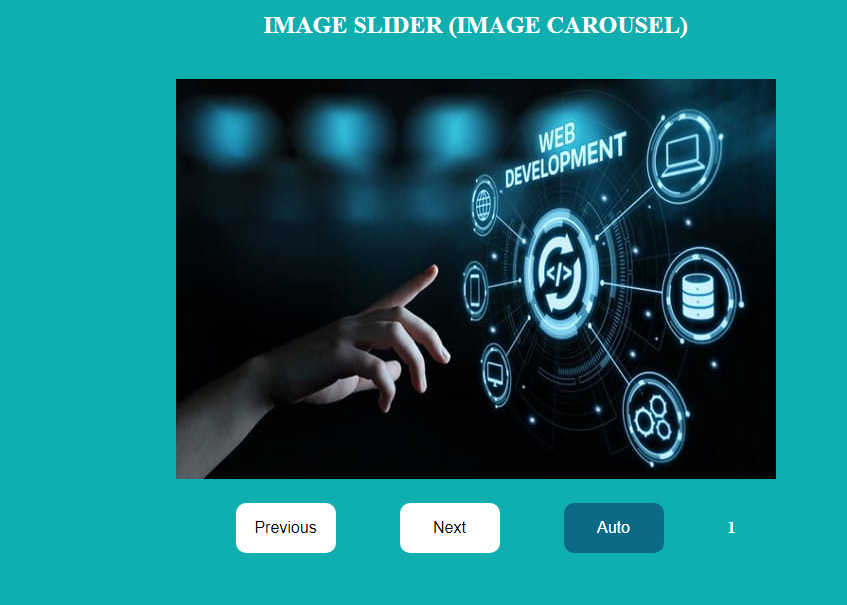 IMAGE SLIDER (IMAGE CAROUSEL)
WEB
DEVELOPMENT
</>
Previous
Next
Auto
1